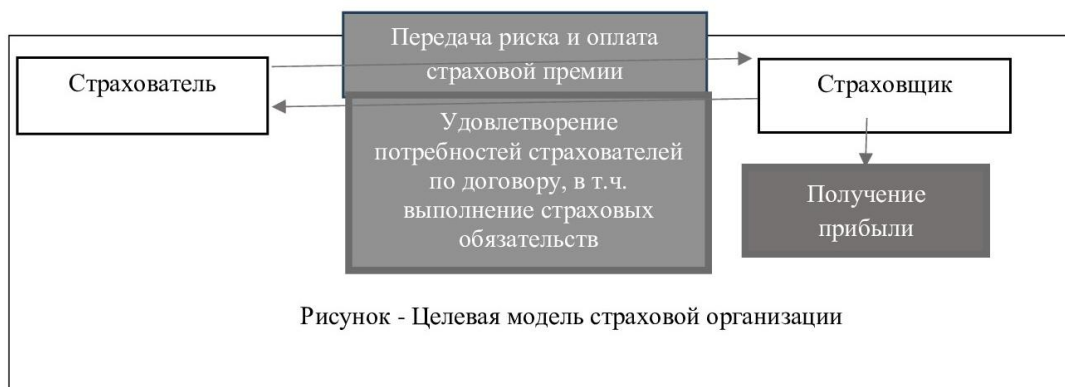 Передача риска и оплата
страховой премии
Страхователь
Страховщик
Удовлетворение
потребностей страхователей
по договору, в т.ч.
выполнение страховых
обязательств
Получение
прибыли
Рисунок - Целевая модель страховой организации